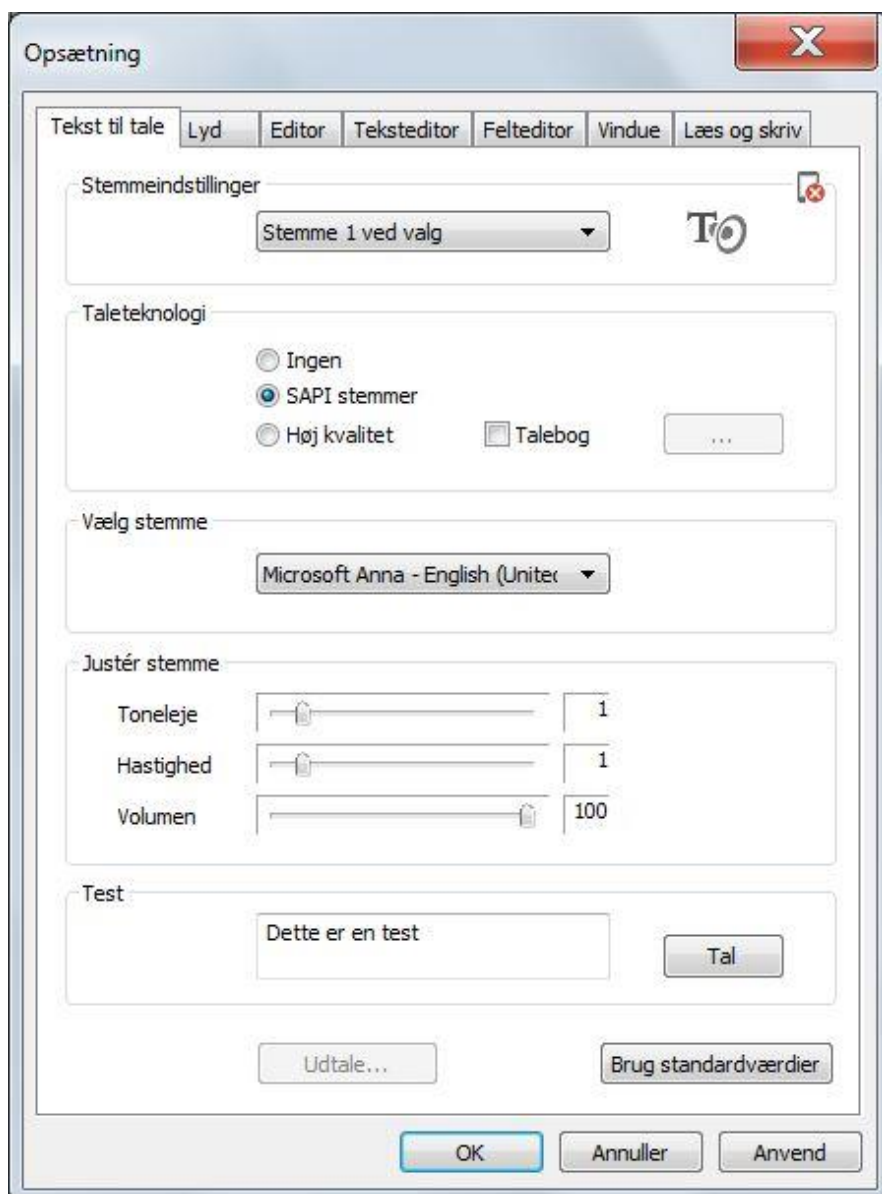 Opsætning
Tekst til tale Lyd Editor Teksteditor Felteditor Vindue Læs og skriv
Stemmeindstillinger
Stemme 1 ved valg
Taleteknologi
Ingen
SAPI stemmer
Høj kvalitet Talebog ...
Vælg stemme
Microsoft Anna - English (United
Justér stemme
Toneleje 1
Hastighed 1
Volumen 100
Test
Dette er en test
Tal
Udtale... Brug standardværdier
OK Annuller Anvend